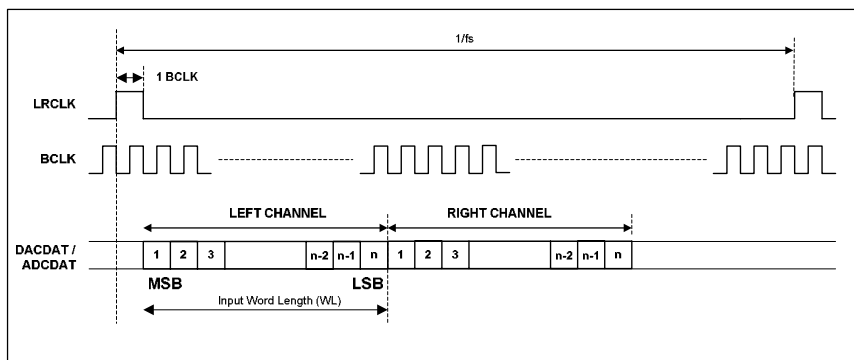 1/fs
1 BCLK
LRCLK
BCLK
LEFT CHANNEL RIGHT CHANNEL
DACDAT /
ADCDAT
1 2 3 n-2 n-1 n 1 2 3 n-2 n-1 n
MSB LSB
Input Word Length (WL)